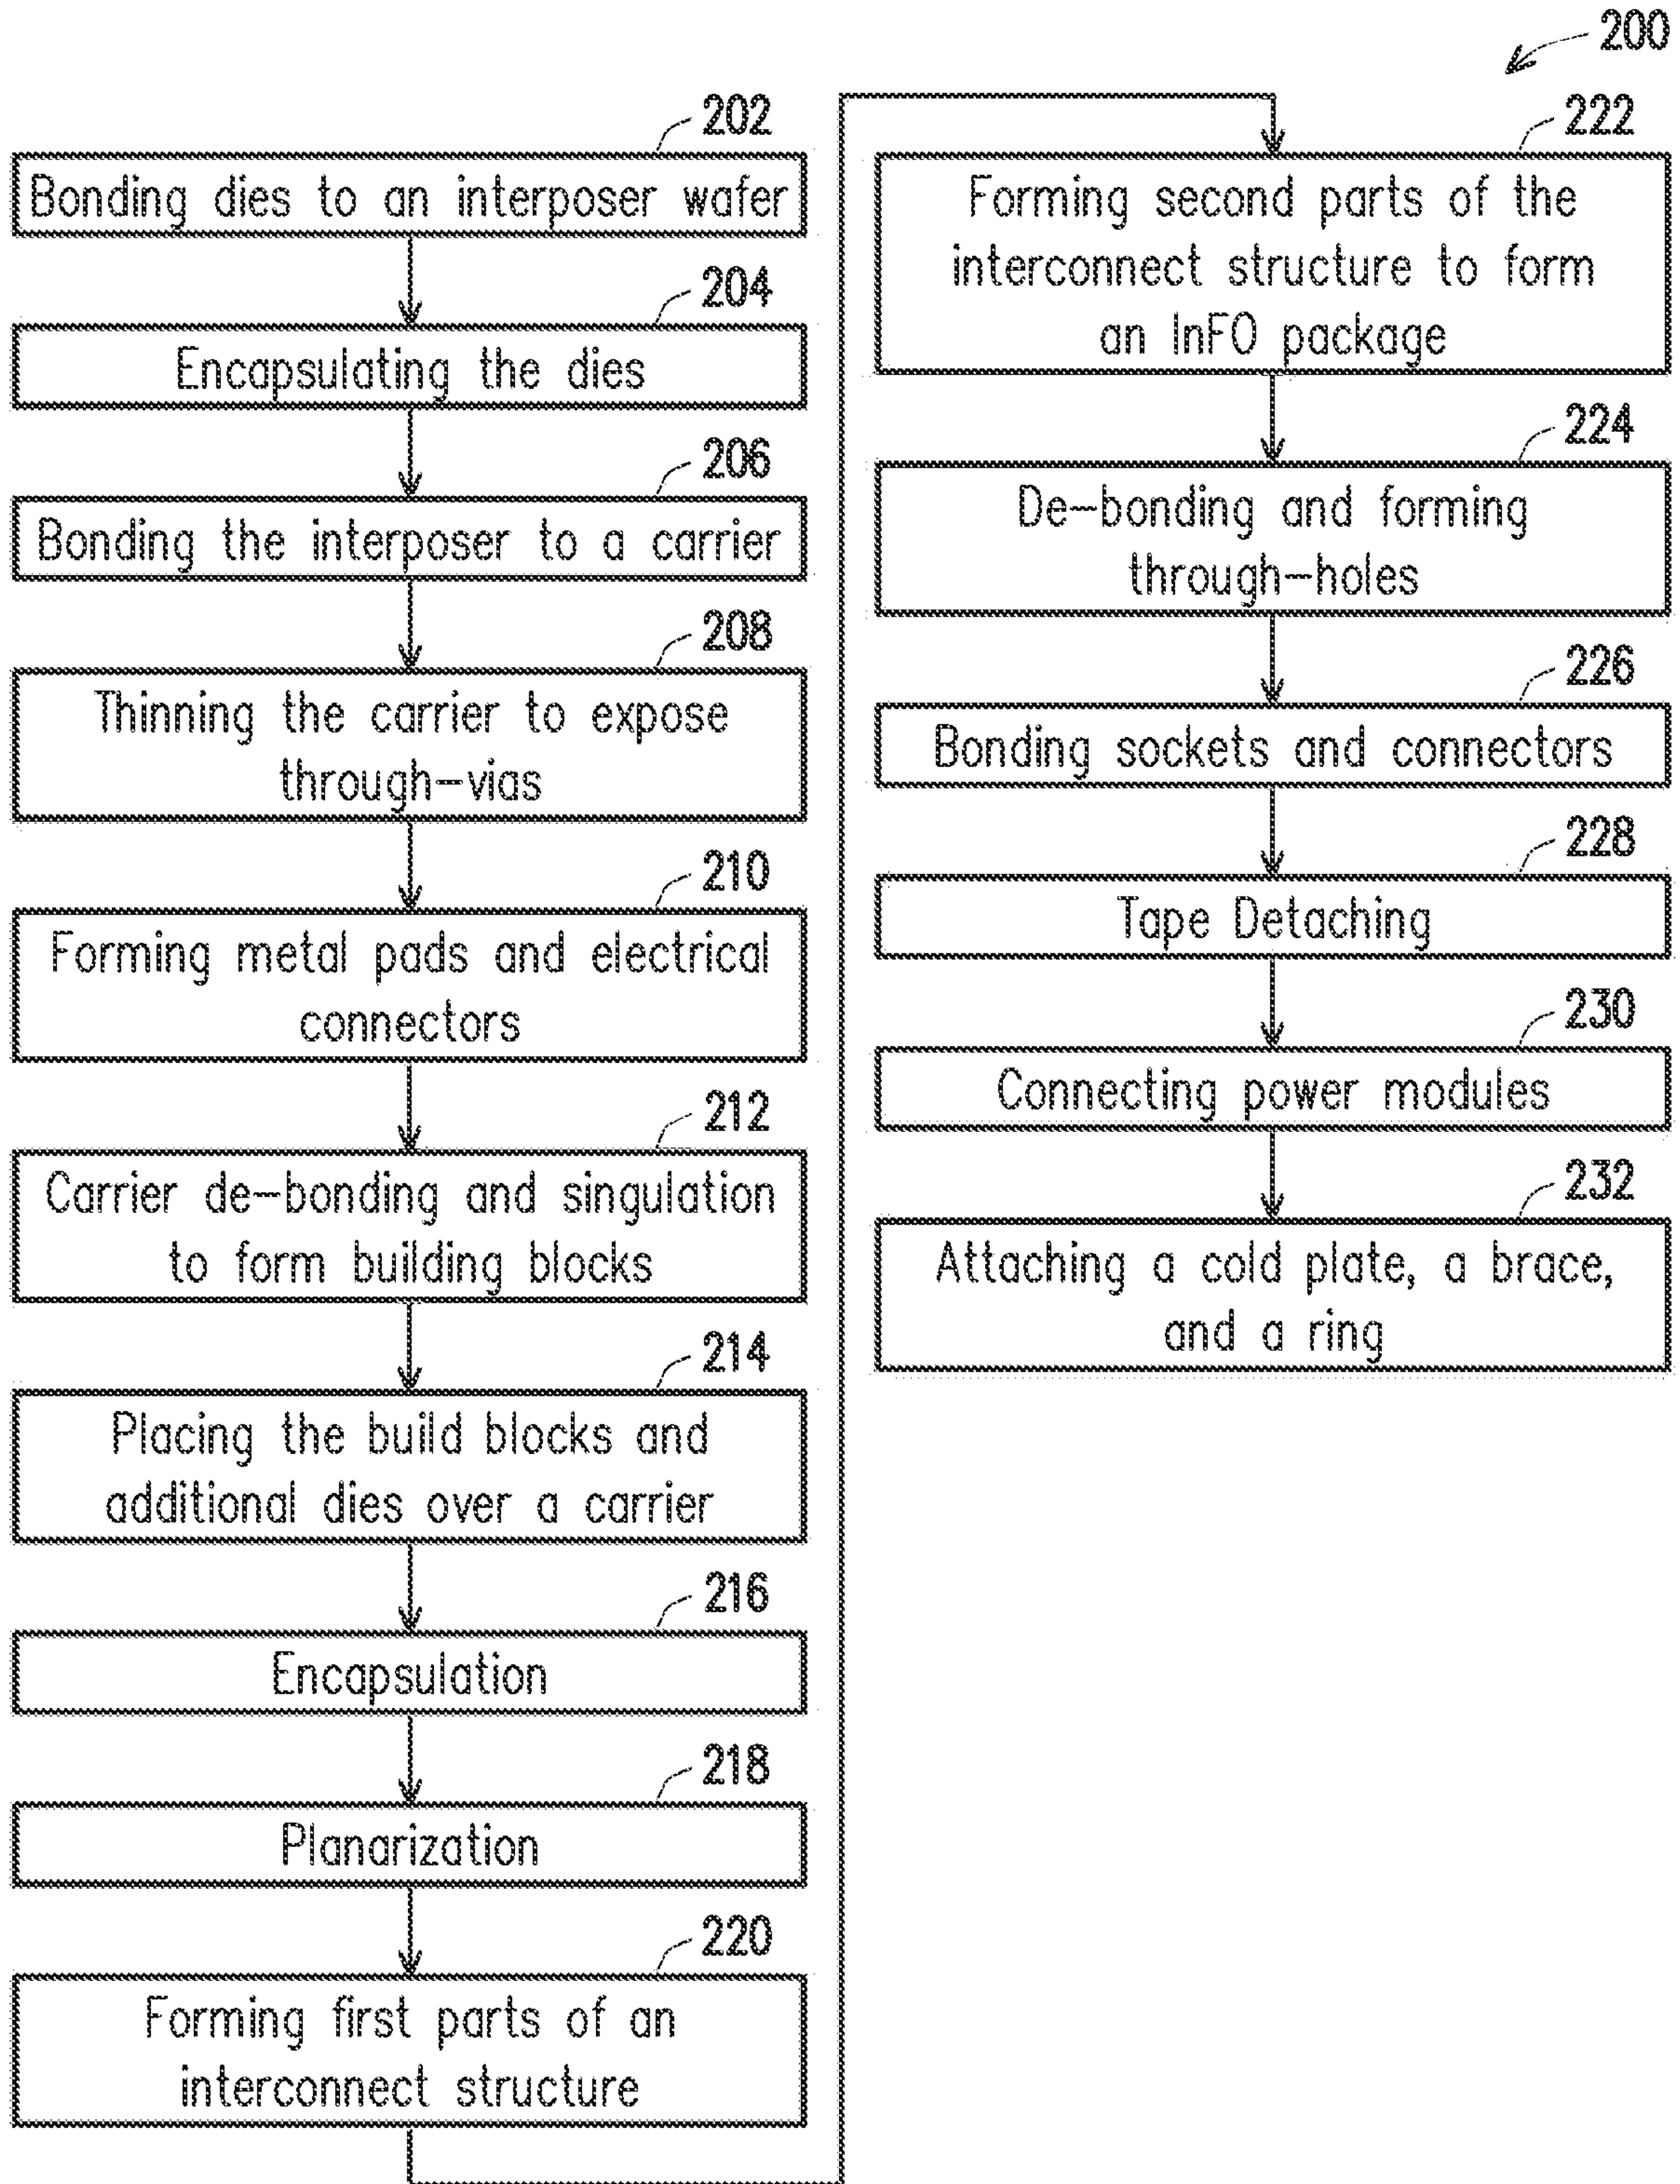 200
202
Bonding dies to an interposer wafer
204
Encapsulating the dies
206
Bonding the interposer to a carrier
208
Thinning the carrier to expose
through-vias
210
Forming metal pads and electrical
connectors
212
Carrier de-bonding and singulation
to form building blocks
214
Placing the build blocks and
additional dies over a carrier
216
Encapsulation
218
Planarization
220
Forming first parts of an
interconnect structure
222
Forming second parts of the
interconnect structure to form
an InFO package
224
De-bonding and forming
through-holes
226
Bonding sockets and connectors
228
Tape Detaching
230
Connecting power modules
232
Attaching a cold plate, a brace,
and a ring